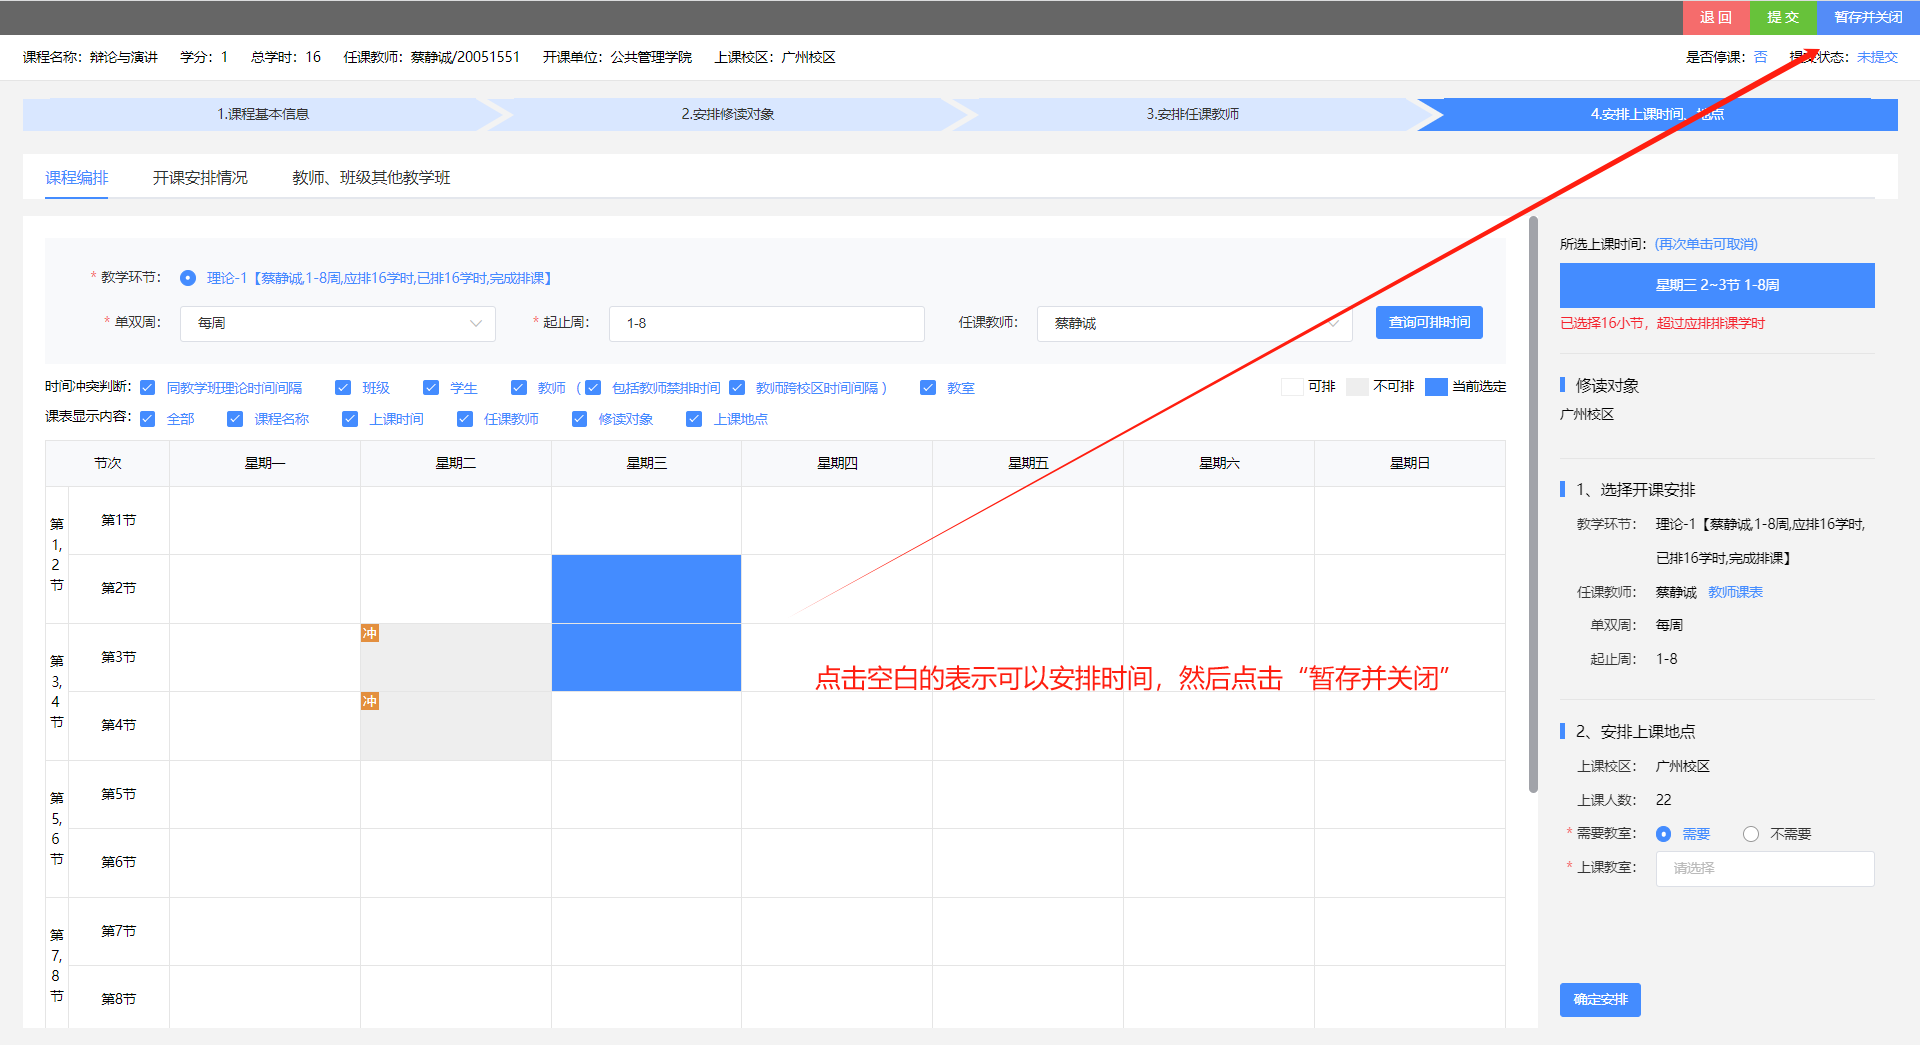 退 回 提 交 暂存并关闭
课程名称：辩论与演讲 学分：1 总学时：16 任课教师：蔡静诚/20051551 开课单位：公共管理学院 上课校区：广州校区 是否停课：否 提交状态：未提交
1.课程基本信息 2.安排修读对象 3.安排任课教师 4.安排上课时间、地点
课程编排 开课安排情况 教师、班级其他教学班
* 教学环节： 理论-1【蔡静诚,1-8周,应排16学时,已排16学时,完成排课】
* 单双周： 每周 * 起止周： 1-8 任课教师： 蔡静诚 查询可排时间
时间冲突判断： 同教学班理论时间间隔 班级 学生 教师 （ 包括教师禁排时间 教师跨校区时间间隔 ） 教室 可排 不可排 当前选定
课表显示内容： 全部 课程名称 上课时间 任课教师 修读对象 上课地点
节次 星期一 星期二 星期三 星期四 星期五 星期六 星期日
第1,2节 第1节
第2节
第3,4节 第3节 冲
第4节 冲
第5,6节 第5节
第6节
第7,8节 第7节
第8节
点击空白的表示可以安排时间，然后点击“暂存并关闭”
所选上课时间：(再次单击可取消)
星期三 2~3节 1-8周
已选择16小节，超过应排排课学时
修读对象
广州校区
1、选择开课安排
教学环节： 理论-1【蔡静诚,1-8周,应排16学时,
已排16学时,完成排课】
任课教师： 蔡静诚 教师课表
单双周： 每周
起止周： 1-8
2、安排上课地点
上课校区： 广州校区
上课人数： 22
* 需要教室： 需要 不需要
* 上课教室： 请选择
确定安排